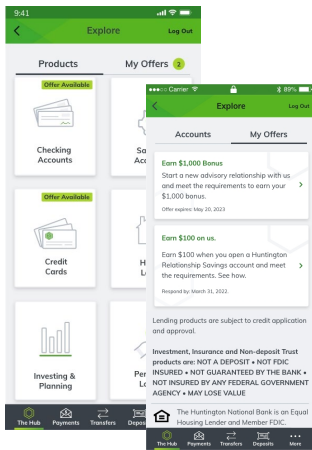 9:41
Explore
Log Out
Products
My Offers 2
Offer Available
Checking
Accounts
Offer Available
Credit
Cards
Investing &
Planning
The Hub
Payments
Transfers
Carrier
89%
Explore
Log Out
Accounts
My Offers
Earn $1,000 Bonus
Start a new advisory relationship with us
and meet the requirements to earn your
$1,000 bonus.
Offer expires: May 20, 2023
Earn $100 on us.
Earn $100 when you open a Huntington
Relationship Savings account and meet
the requirements. See how.
Respond by: March 31, 2022.
Lending products are subject to credit application
and approval.
Investment, Insurance and Non-deposit Trust
products are: NOT A DEPOSIT • NOT FDIC
INSURED • NOT GUARANTEED BY THE BANK •
NOT INSURED BY ANY FEDERAL GOVERNMENT
AGENCY • MAY LOSE VALUE
The Huntington National Bank is an Equal
Housing Lender and Member FDIC.
The Hub
Payments
Transfers
Deposits
More